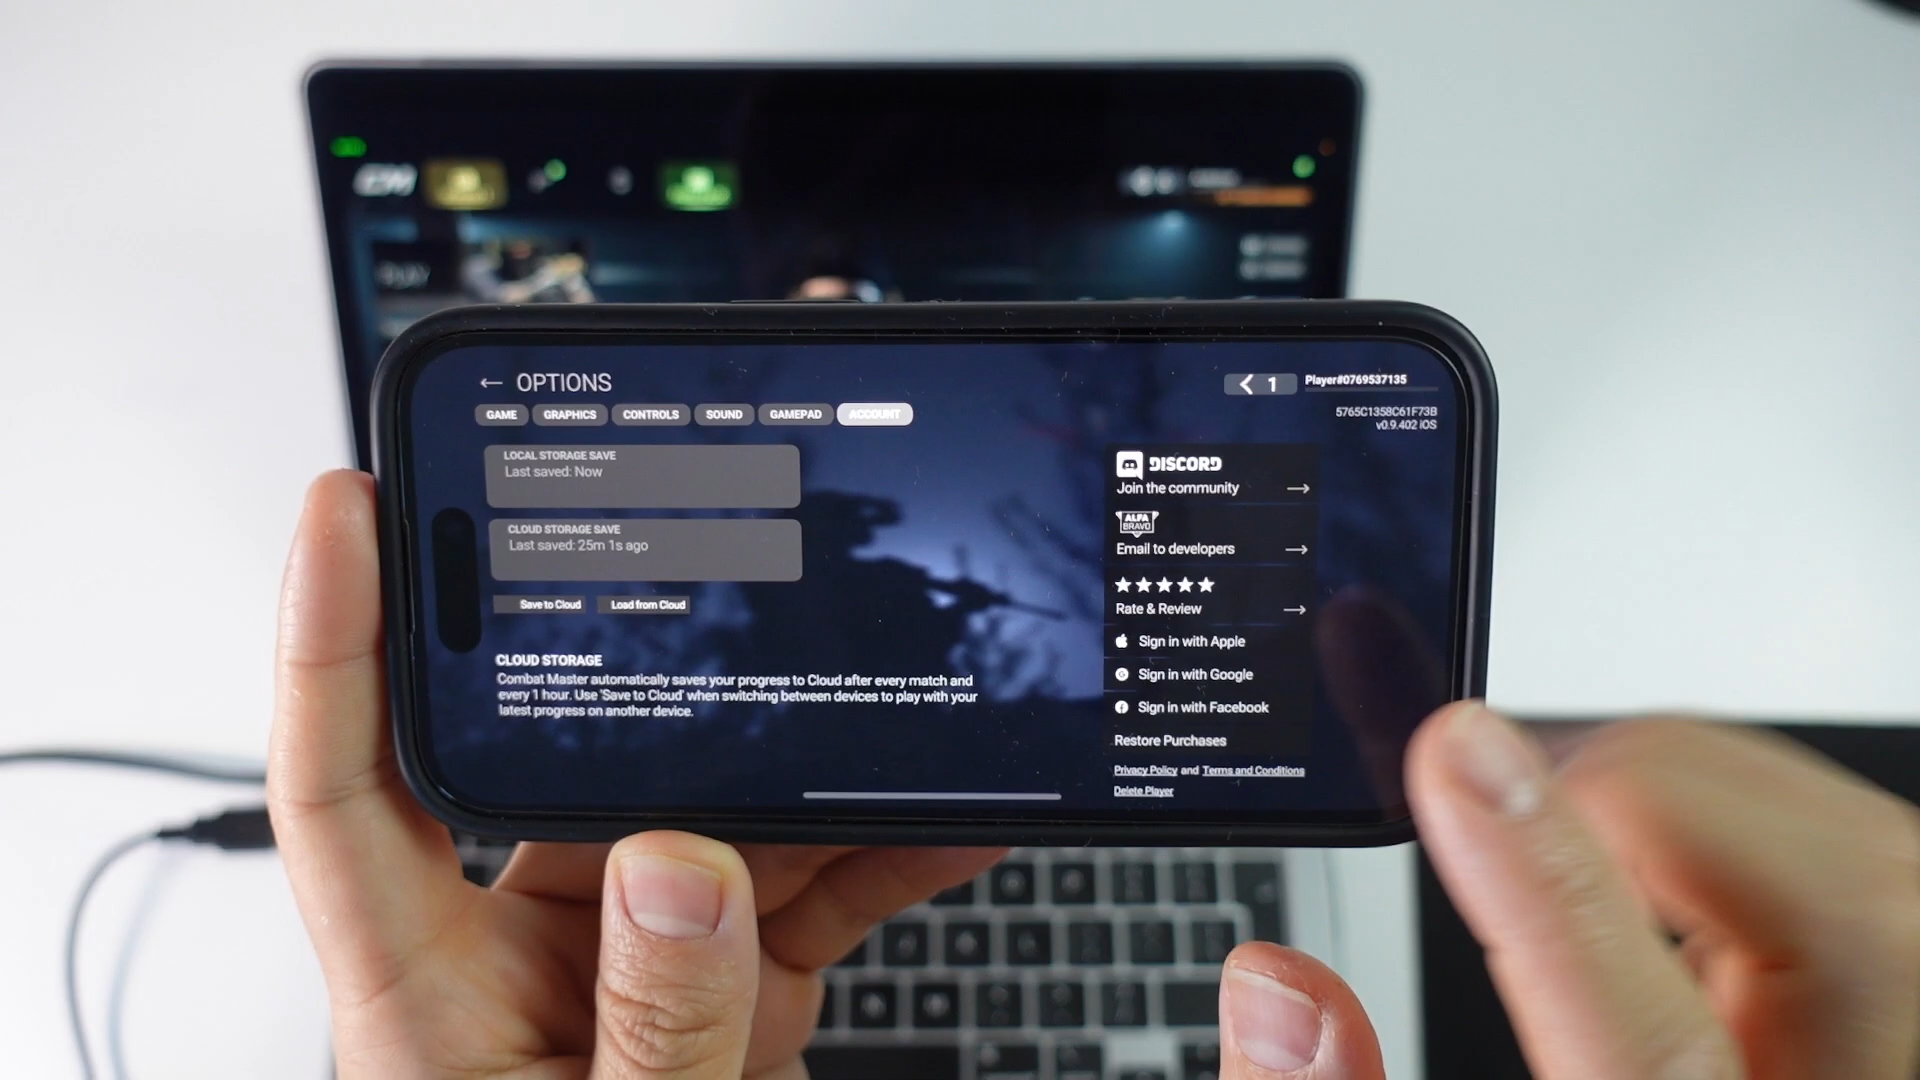 ← OPTIONS
1 Player#0769537135
GAME GRAPHICS CONTROLS SOUND GAMEPAD ACCOUNT
5765C1358C61F73B
v0.9.402 iOS
LOCAL STORAGE SAVE
Last saved: Now
CLOUD STORAGE SAVE
Last saved: 25m 1s ago
Save to Cloud Load from Cloud
CLOUD STORAGE
Combat Master automatically saves your progress to Cloud after every match and
every 1 hour. Use 'Save to Cloud' when switching between devices to play with your
latest progress on another device.
DISCORD
Join the community →
ALFA
BRAVO
Email to developers →
★★★★★
Rate & Review →
Sign in with Apple
Sign in with Google
Sign in with Facebook
Restore Purchases
Privacy Policy and Terms and Conditions
Delete Player
CM
PLAY